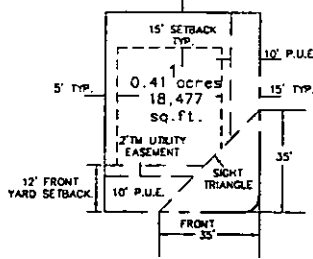 15' SETBACK
TYP.
10' P.U.E.
1
5' TYP.
0.41 acres
15' TYP.
18,477
sq.ft.
2'TM UTILITY
EASEMENT
35'
12' FRONT
YARD SETBACK.
10' P.U.E.
SIGHT
TRIANGLE
FRONT
35'